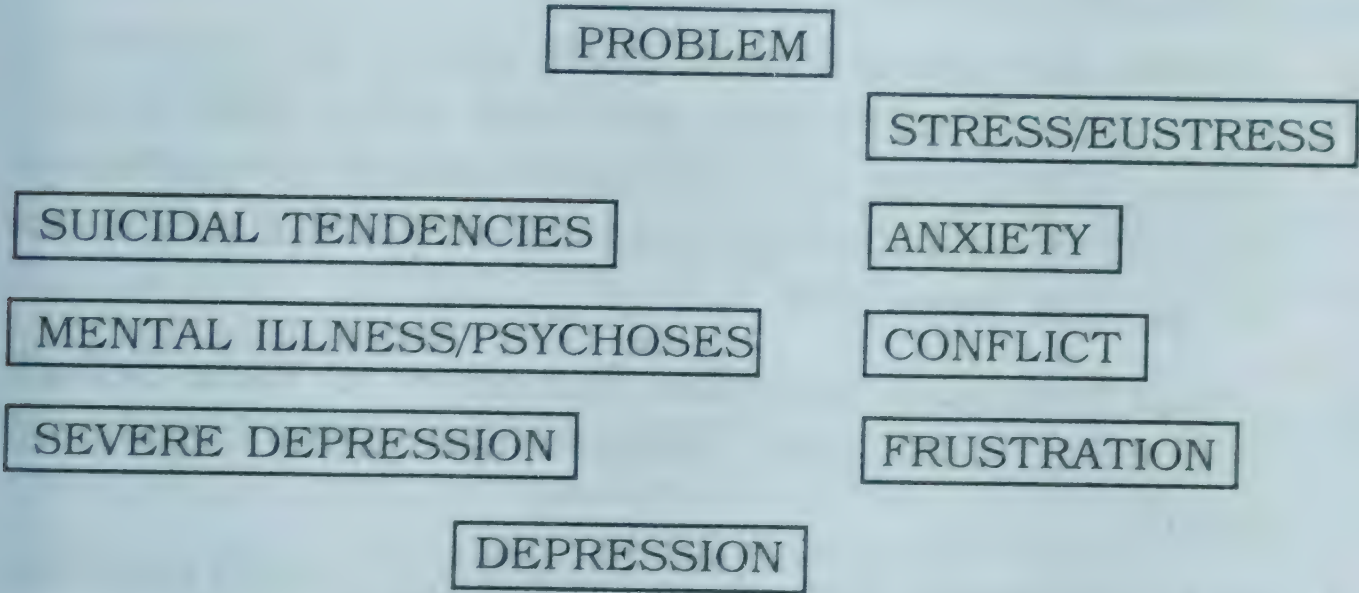 PROBLEM
STRESS/EUSTRESS
SUICIDAL TENDENCIES
ANXIETY
MENTAL ILLNESS/PSYCHOSES
CONFLICT
SEVERE DEPRESSION
FRUSTRATION
DEPRESSION